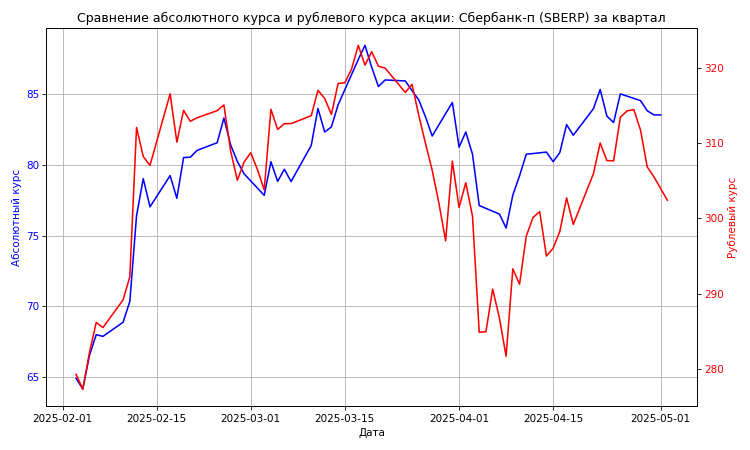 Сравнение абсолютного курса и рублевого курса акции: Сбербанк-п (SBERP) за квартал
Абсолютный курс
85
80
75
70
65
320
310
300
290
280
Рублевый курс
2025-02-01 2025-02-15 2025-03-01 2025-03-15 2025-04-01 2025-04-15 2025-05-01
Дата